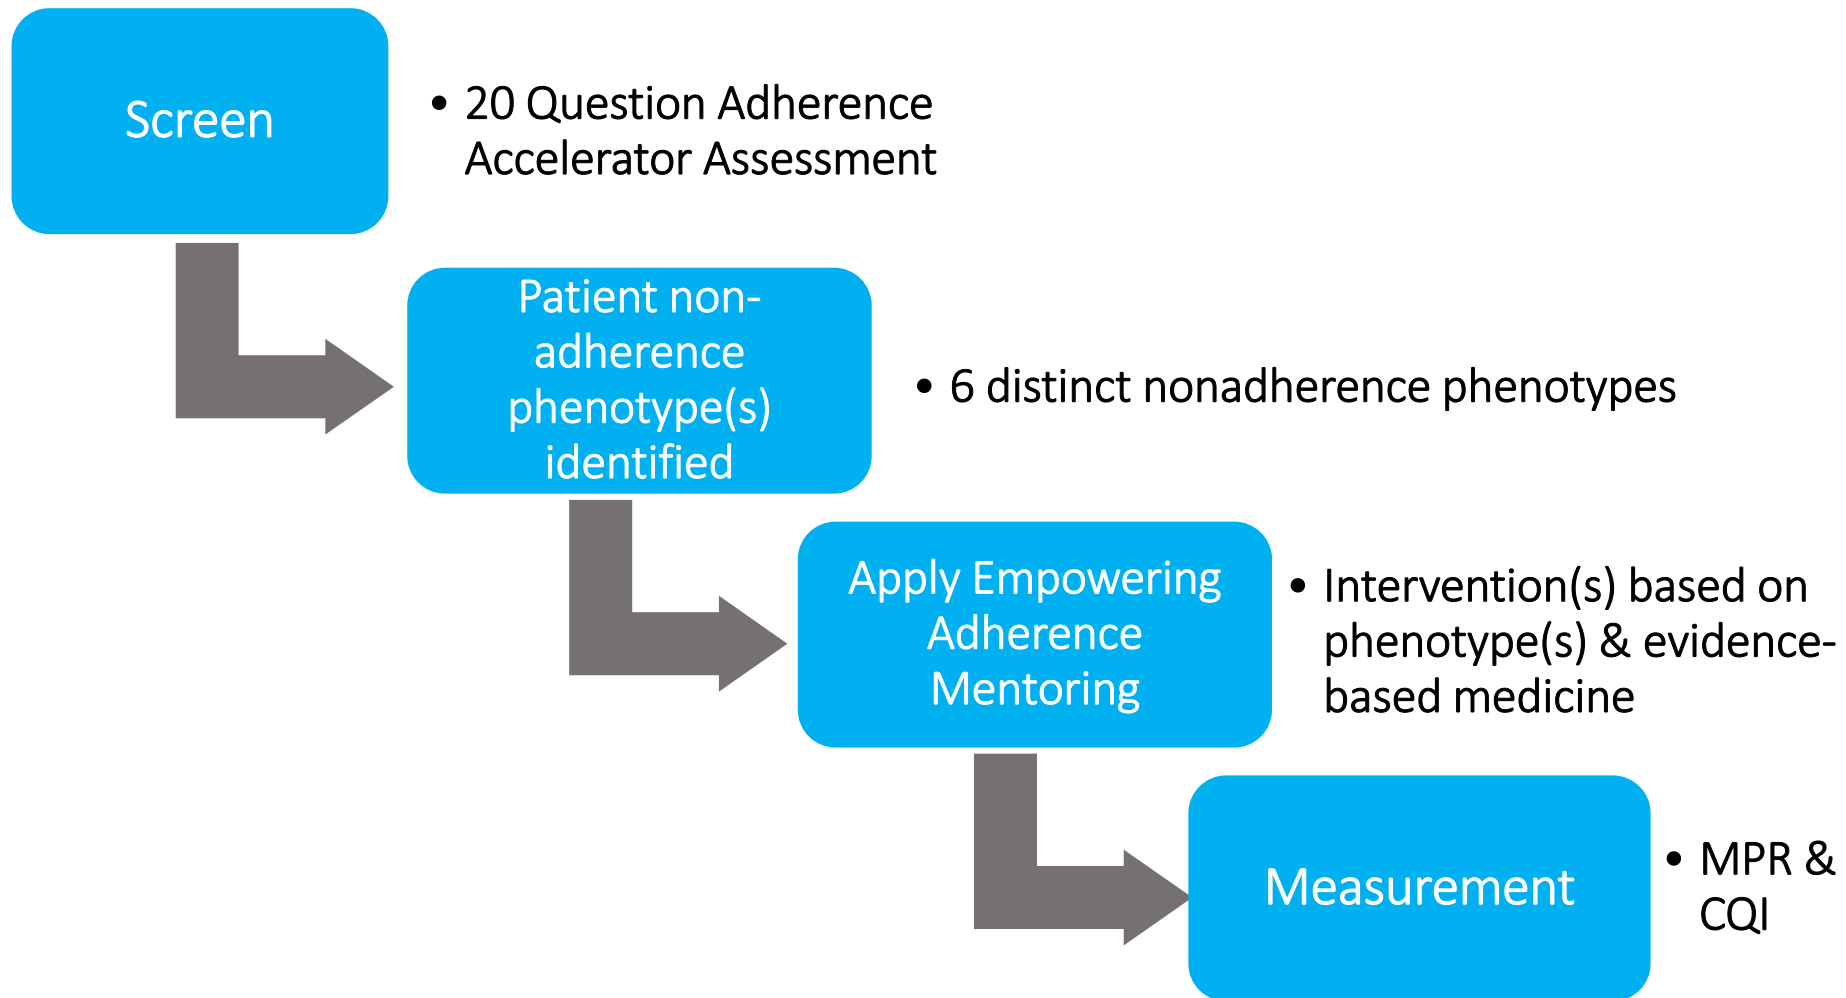 Screen
• 20 Question Adherence
Accelerator Assessment
Patient non-
adherence
phenotype(s)
identified
• 6 distinct nonadherence phenotypes
Apply Empowering
Adherence
Mentoring
• Intervention(s) based on
phenotype(s) & evidence-
based medicine
Measurement
• MPR &
CQI